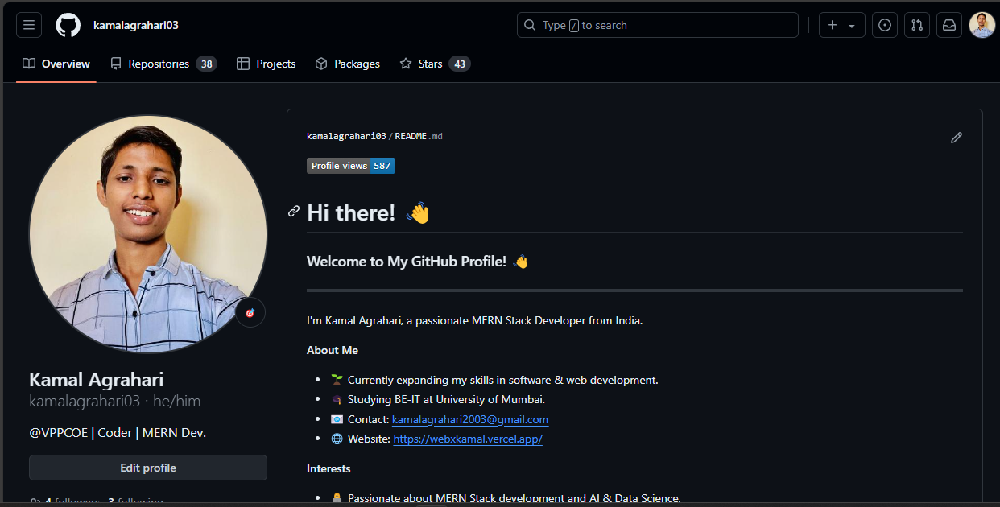 kamalagrahari03
Type / to search
Overview
Repositories 38
Projects
Packages
Stars 43
kamalagrahari03/README.md
Profile views 587
Hi there! 👋
Welcome to My GitHub Profile! 👋
I'm Kamal Agrahari, a passionate MERN Stack Developer from India.
About Me
Currently expanding my skills in software & web development.
Studying BE-IT at University of Mumbai.
Contact: kamalagrahari2003@gmail.com
Website: https://webxkamal.vercel.app/
Interests
Passionate about MERN Stack development and AI & Data Science.
Kamal Agrahari
kamalagrahari03 · he/him
@VPPCOE | Coder | MERN Dev.
Edit profile
4 followers · 3 following